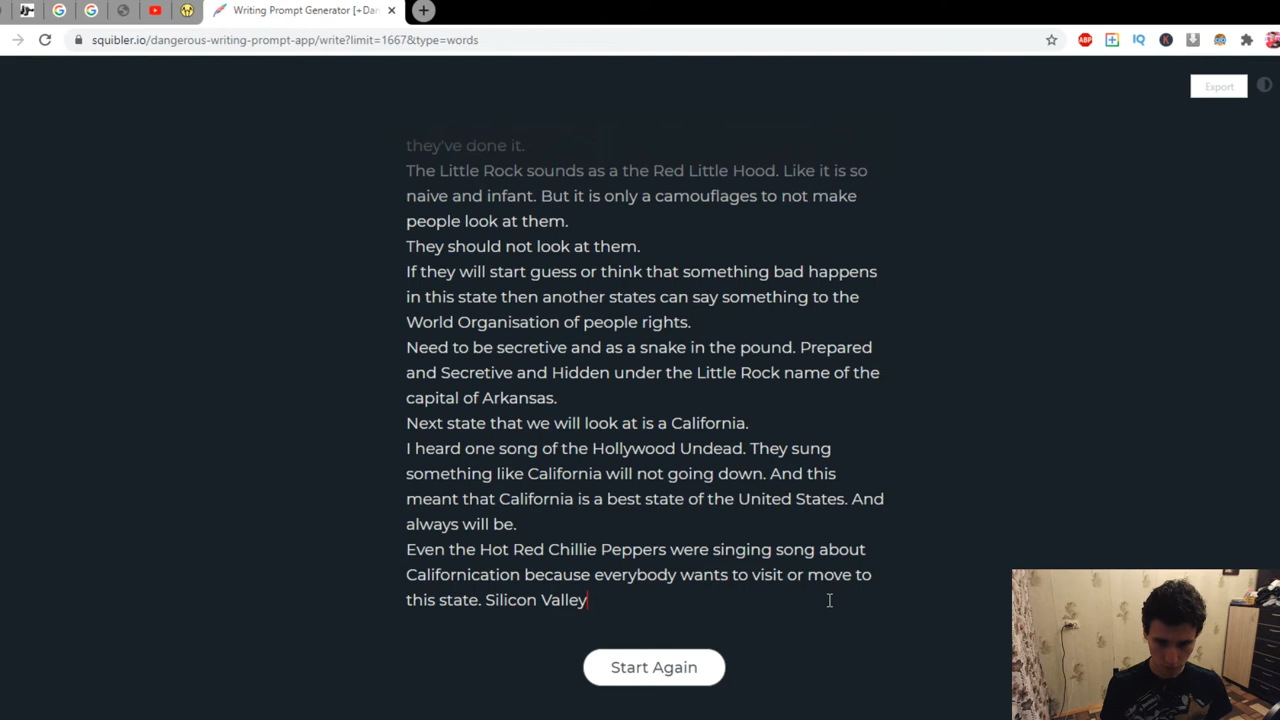 Writing Prompt Generator [+Dan
squibler.io/dangerous-writing-prompt-app/write?limit=1667&type=words
ABP
IQ
K
Export
they've done it.
The Little Rock sounds as a the Red Little Hood. Like it is so
naive and infant. But it is only a camouflages to not make
people look at them.
They should not look at them.
If they will start guess or think that something bad happens
in this state then another states can say something to the
World Organisation of people rights.
Need to be secretive and as a snake in the pound. Prepared
and Secretive and Hidden under the Little Rock name of the
capital of Arkansas.
Next state that we will look at is a California.
I heard one song of the Hollywood Undead. They sung
something like California will not going down. And this
meant that California is a best state of the United States. And
always will be.
Even the Hot Red Chillie Peppers were singing song about
Californication because everybody wants to visit or move to
this state. Silicon Valley
Start Again